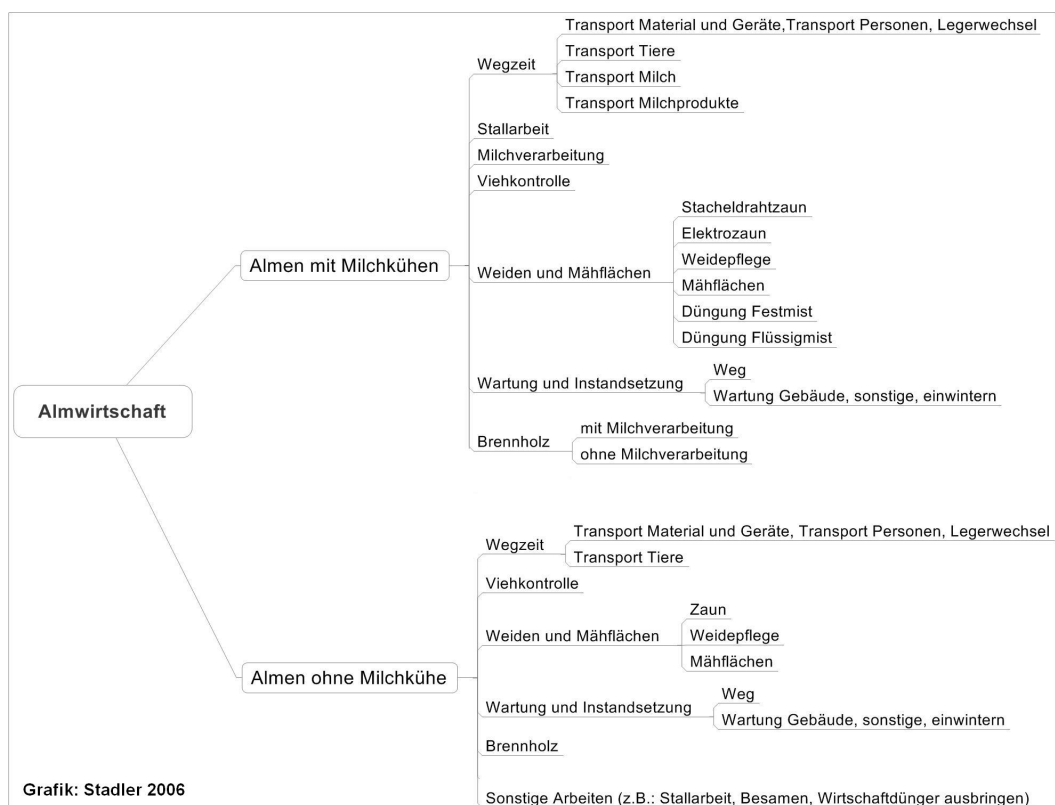 Almwirtschaft
Almen mit Milchkühen
Wegzeit
Transport Material und Geräte,Transport Personen, Legerwechsel
Transport Tiere
Transport Milch
Transport Milchprodukte
Stallarbeit
Milchverarbeitung
Viehkontrolle
Weiden und Mähflächen
Stacheldrahtzaun
Elektrozaun
Weidepflege
Mähflächen
Düngung Festmist
Düngung Flüssigmist
Wartung und Instandsetzung
Weg
Wartung Gebäude, sonstige, einwintern
Brennholz
mit Milchverarbeitung
ohne Milchverarbeitung
Almen ohne Milchkühe
Wegzeit
Transport Material und Geräte, Transport Personen, Legerwechsel
Transport Tiere
Viehkontrolle
Weiden und Mähflächen
Zaun
Weidepflege
Mähflächen
Wartung und Instandsetzung
Weg
Wartung Gebäude, sonstige, einwintern
Brennholz
Sonstige Arbeiten (z.B.: Stallarbeit, Besamen, Wirtschaftdünger ausbringen)
Grafik: Stadler 2006